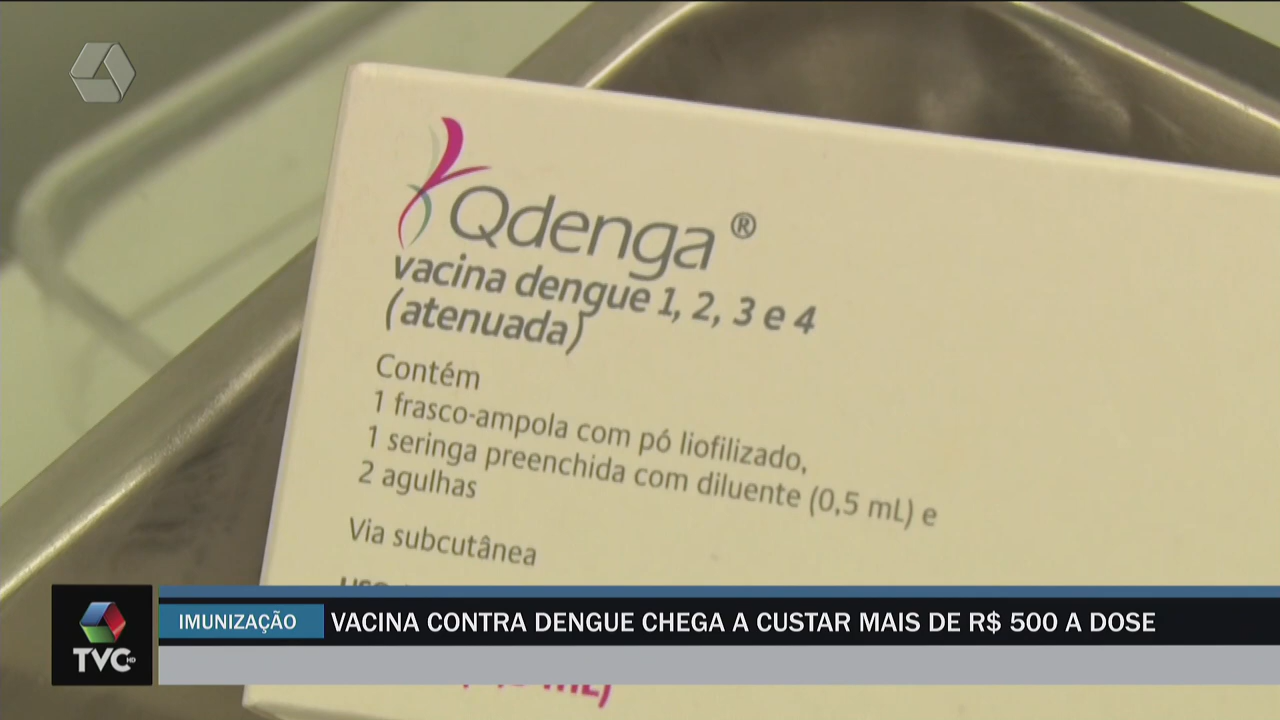 Qdenga®
vacina dengue 1, 2, 3 e 4
(atenuada)
Contém
1 frasco-ampola com pó liofilizado,
1 seringa preenchida com diluente (0,5 mL) e
2 agulhas
Via subcutânea
IMUNIZAÇÃO
VACINA CONTRA DENGUE CHEGA A CUSTAR MAIS DE R$ 500 A DOSE
TVC HD